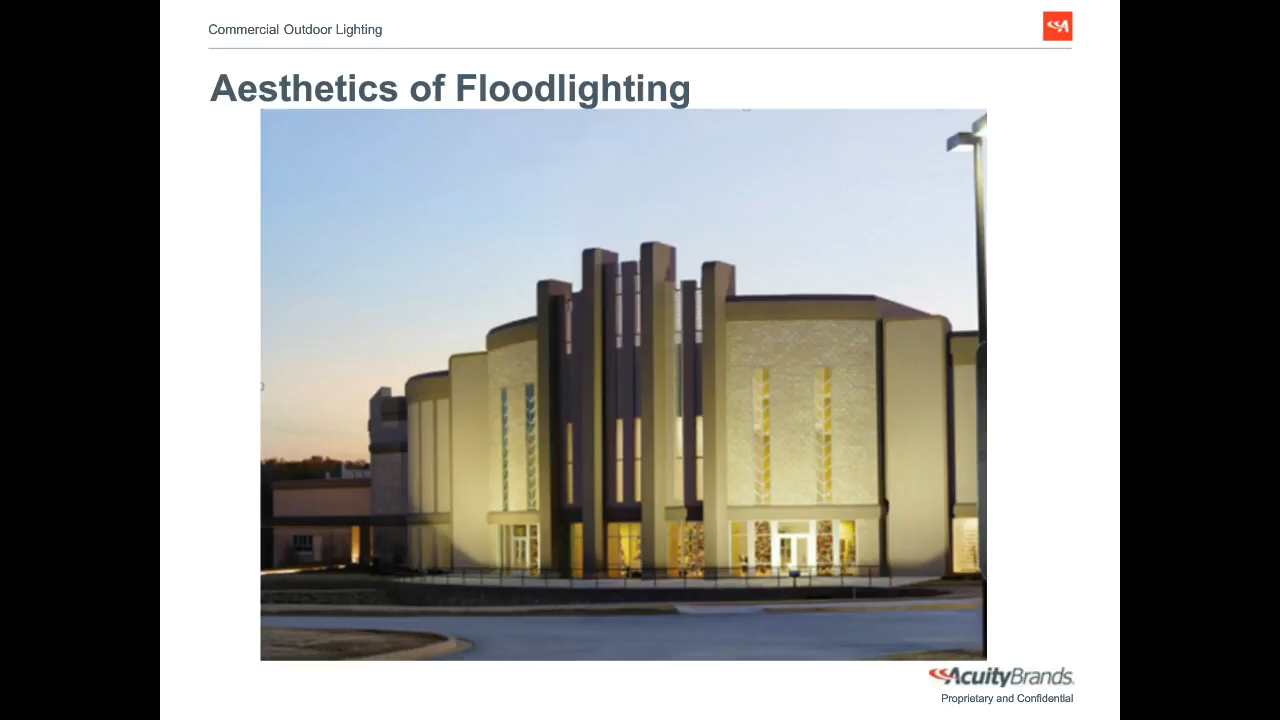 Commercial Outdoor Lighting
Aesthetics of Floodlighting
AcuityBrands.
Proprietary and Confidential